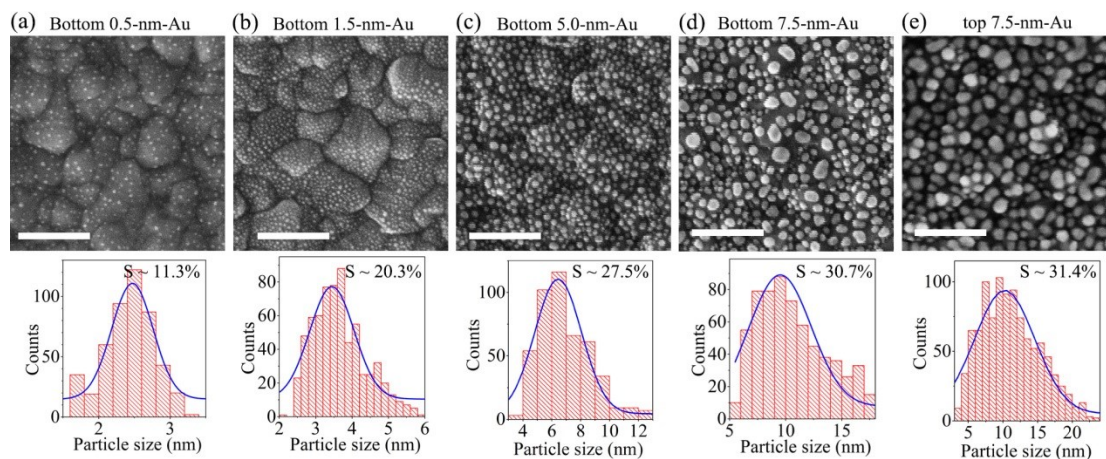 (a) Bottom 0.5-nm-Au
(b) Bottom 1.5-nm-Au
(c) Bottom 5.0-nm-Au
(d) Bottom 7.5-nm-Au
(e) top 7.5-nm-Au
S ~ 11.3%
100
50
0
Counts
2 3
Particle size (nm)
S ~ 20.3%
80
60
40
20
0
Counts
2 3 4 5 6
Particle size (nm)
S ~ 27.5%
100
50
0
Counts
4 6 8 10 12
Particle size (nm)
S ~ 30.7%
80
60
40
20
0
Counts
5 10 15
Particle size (nm)
S ~ 31.4%
100
50
0
Counts
5 10 15 20
Particle size (nm)